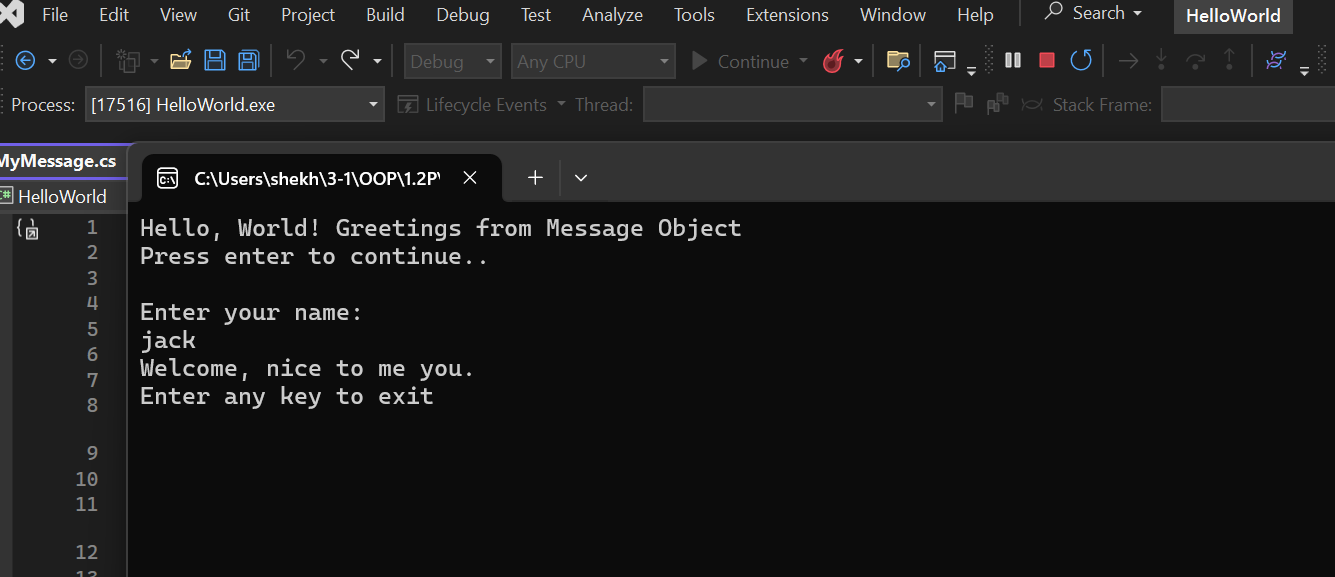 File Edit View Git Project Build Debug Test Analyze Tools Extensions Window Help Search HelloWorld
Debug Any CPU Continue
Process: [17516] HelloWorld.exe Lifecycle Events Thread: Stack Frame:
MyMessage.cs
C:\Users\shekh\3-1\OOP\1.2P\
HelloWorld
1
2
3
4
5
6
7
8
9
10
11
12
13
Hello, World! Greetings from Message Object
Press enter to continue..
Enter your name:
jack
Welcome, nice to me you.
Enter any key to exit